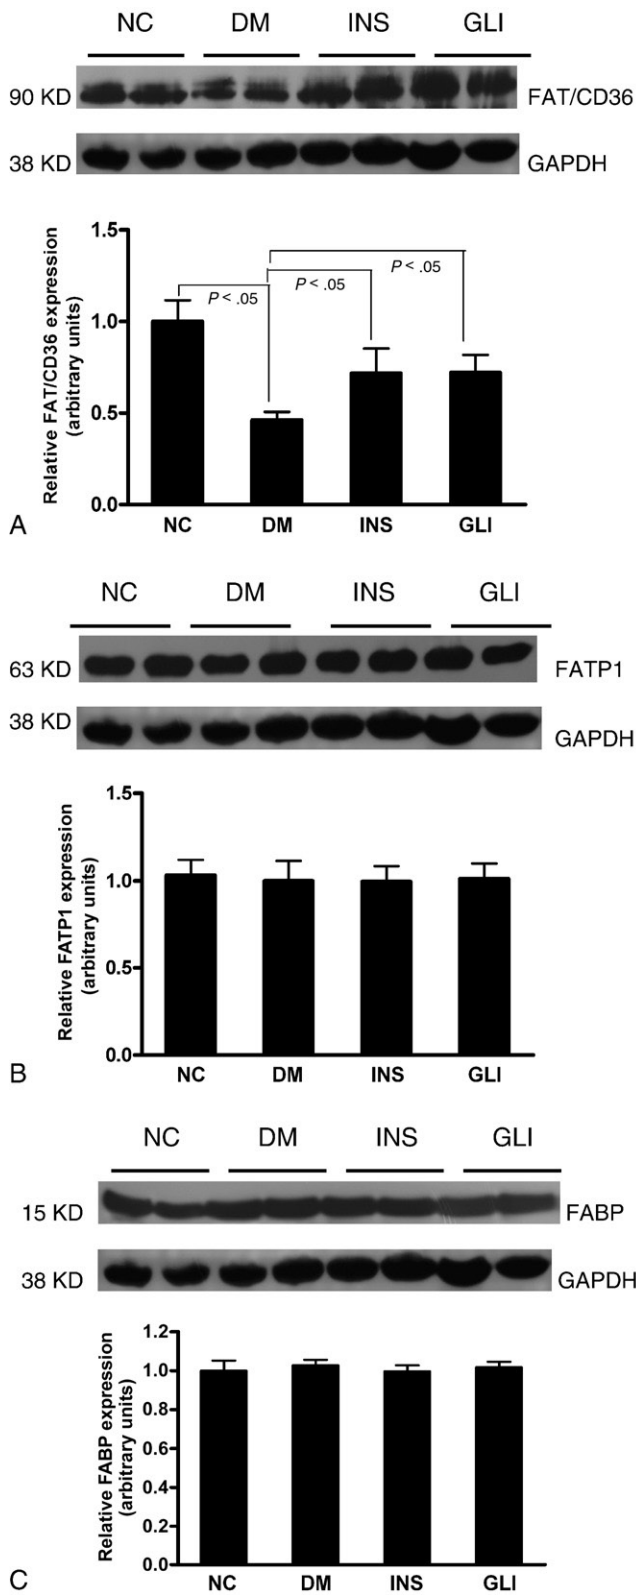 NC DM INS GLI
90 KD FAT/CD36
38 KD GAPDH
Relative FAT/CD36 expression
(arbitrary units)
1.5
1.0
0.5
0.0
P < .05
P < .05
P < .05
NC DM INS GLI
A
NC DM INS GLI
63 KD FATP1
38 KD GAPDH
Relative FATP1 expression
(arbitrary units)
1.5
1.0
0.5
0.0
NC DM INS GLI
B
NC DM INS GLI
15 KD FABP
38 KD GAPDH
Relative FABP expression
(arbitrary units)
1.2
1.0
0.8
0.6
0.4
0.2
0.0
NC DM INS GLI
C